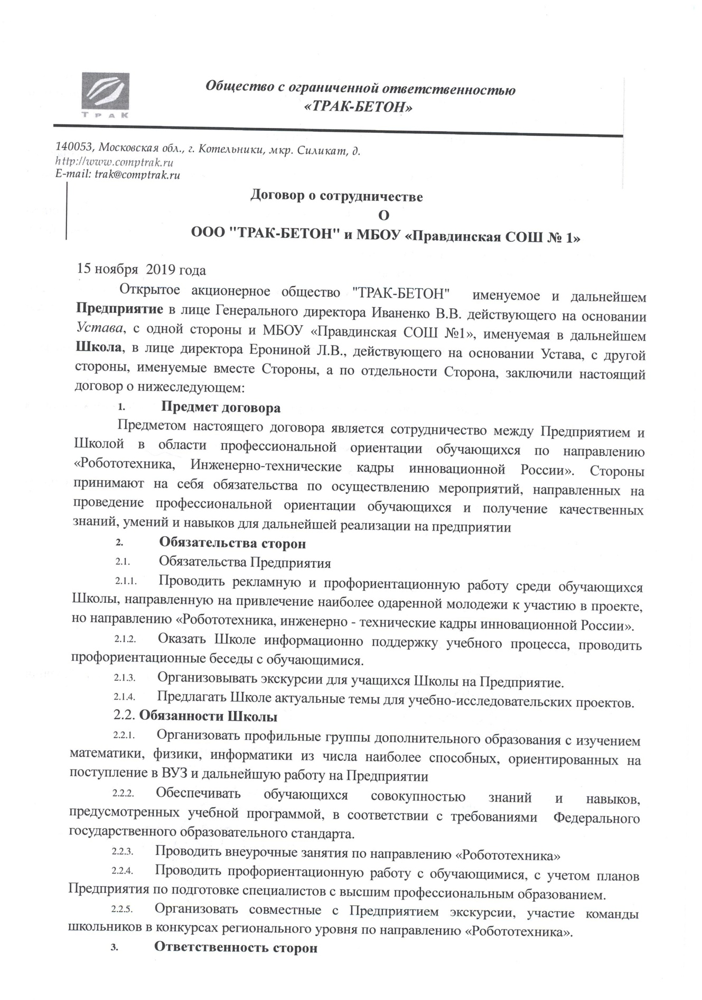 Общество с ограниченной ответственностью
«ТРАК-БЕТОН»
ТРАК
140053, Московская обл., г. Котельники, мкр. Силикат, д.
http://www.comptrak.ru
E-mail: trak@comptrak.ru
Договор о сотрудничестве
О
ООО "ТРАК-БЕТОН" и МБОУ «Правдинская СОШ № 1»
15 ноября 2019 года
Открытое акционерное общество "ТРАК-БЕТОН" именуемое и дальнейшем
Предприятие в лице Генерального директора Иваненко В.В. действующего на основании
Устава, с одной стороны и МБОУ «Правдинская СОШ №1», именуемая в дальнейшем
Школа, в лице директора Ерониной Л.В., действующего на основании Устава, с другой
стороны, именуемые вместе Стороны, а по отдельности Сторона, заключили настоящий
договор о нижеследующем:
1. Предмет договора
Предметом настоящего договора является сотрудничество между Предприятием и
Школой в области профессиональной ориентации обучающихся по направлению
«Робототехника, Инженерно-технические кадры инновационной России». Стороны
принимают на себя обязательства по осуществлению мероприятий, направленных на
проведение профессиональной ориентации обучающихся и получение качественных
знаний, умений и навыков для дальнейшей реализации на предприятии
2. Обязательства сторон
2.1. Обязательства Предприятия
2.1.1. Проводить рекламную и профориентационную работу среди обучающихся
Школы, направленную на привлечение наиболее одаренной молодежи к участию в проекте,
но направлению «Робототехника, инженерно - технические кадры инновационной России».
2.1.2. Оказать Школе информационно поддержку учебного процесса, проводить
профориентационные беседы с обучающимися.
2.1.3. Организовывать экскурсии для учащихся Школы на Предприятие.
2.1.4. Предлагать Школе актуальные темы для учебно-исследовательских проектов.
2.2. Обязанности Школы
2.2.1. Организовать профильные группы дополнительного образования с изучением
математики, физики, информатики из числа наиболее способных, ориентированных на
поступление в ВУЗ и дальнейшую работу на Предприятии
2.2.2. Обеспечивать обучающихся совокупностью знаний и навыков,
предусмотренных учебной программой, в соответствии с требованиями Федерального
государственного образовательного стандарта.
2.2.3. Проводить внеурочные занятия по направлению «Робототехника»
2.2.4. Проводить профориентационную работу с обучающимися, с учетом планов
Предприятия по подготовке специалистов с высшим профессиональным образованием.
2.2.5. Организовать совместные с Предприятием экскурсии, участие команды
школьников в конкурсах регионального уровня по направлению «Робототехника».
3. Ответственность сторон